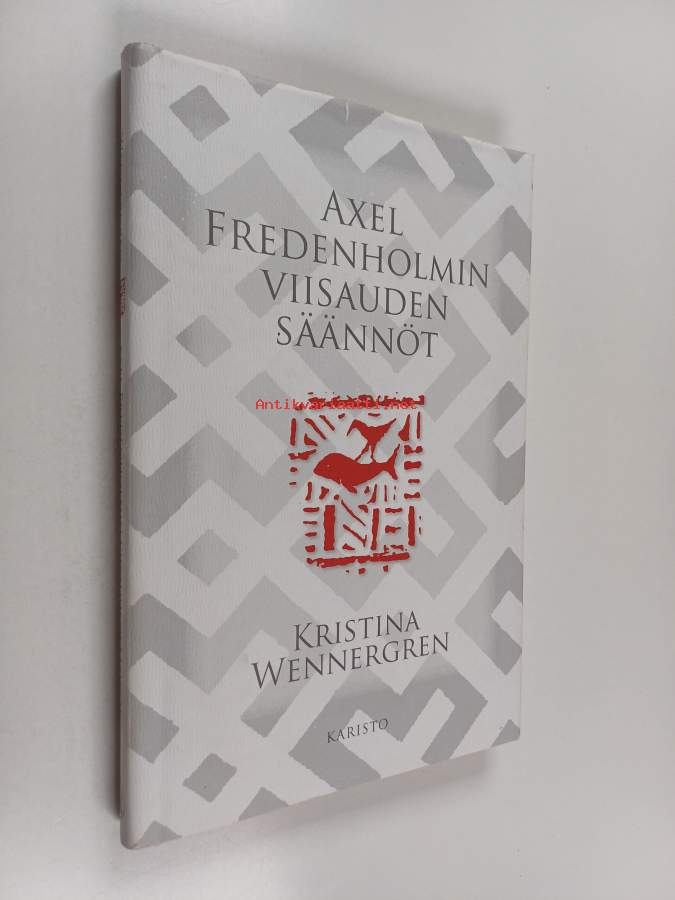 AXEL
FREDENHOLMIN
VIISAUDEN
SÄÄNNÖT
Antikvariaatti.net
KRISTINA
WENNERGREN
KARISTO